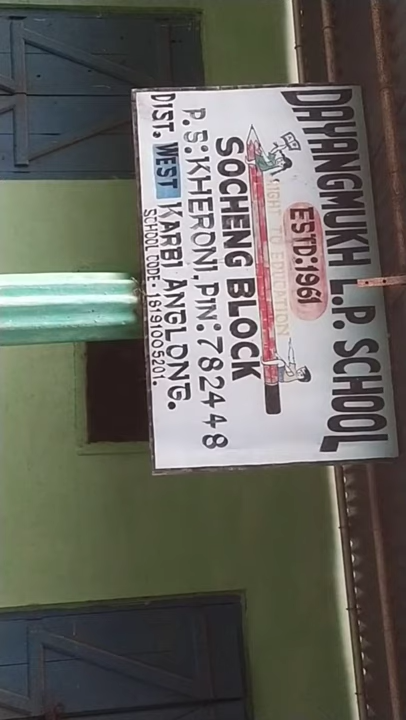 DAYANGMUKH L.P. SCHOOL
ESTD:1961
RIGHT TO EDUCATION
SOCHENG BLOCK
P.S:KHERONI, PIN:782448
DIST. WEST KARBI ANGLONG.
SCHOOL CODE- 18191005201.